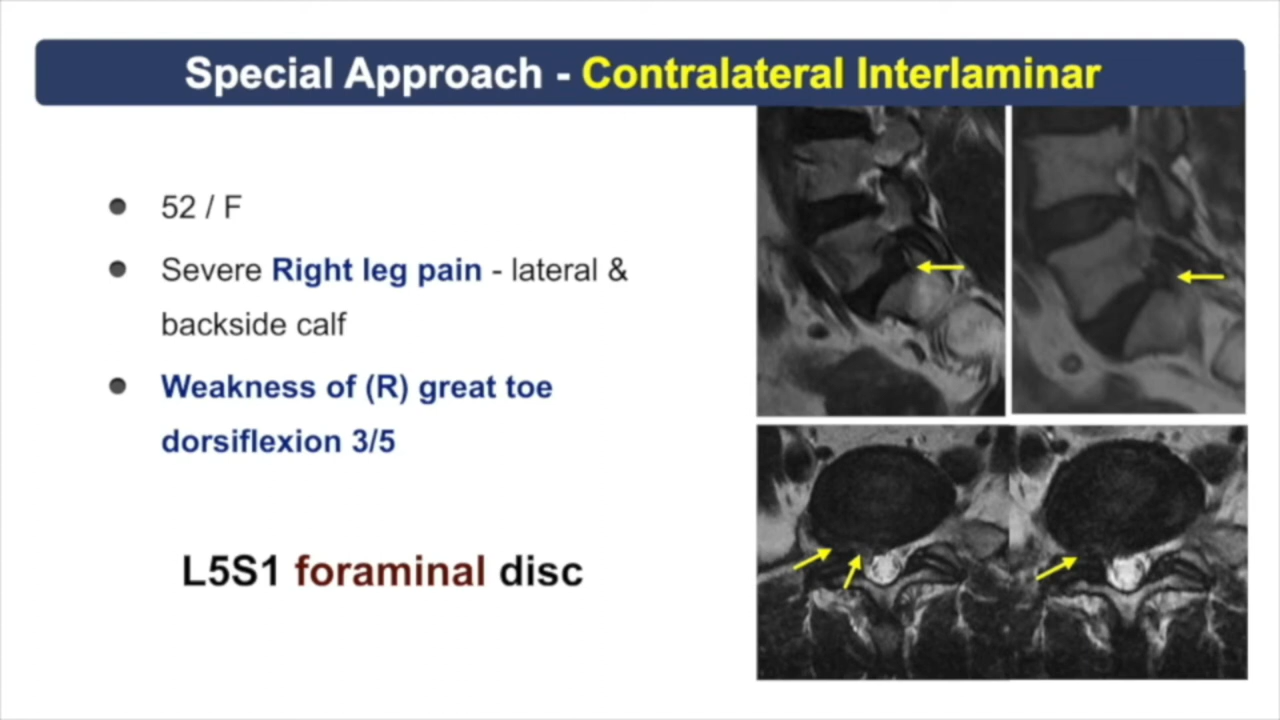 Special Approach - Contralateral Interlaminar
52 / F
Severe Right leg pain - lateral &
backside calf
Weakness of (R) great toe
dorsiflexion 3/5
L5S1 foraminal disc